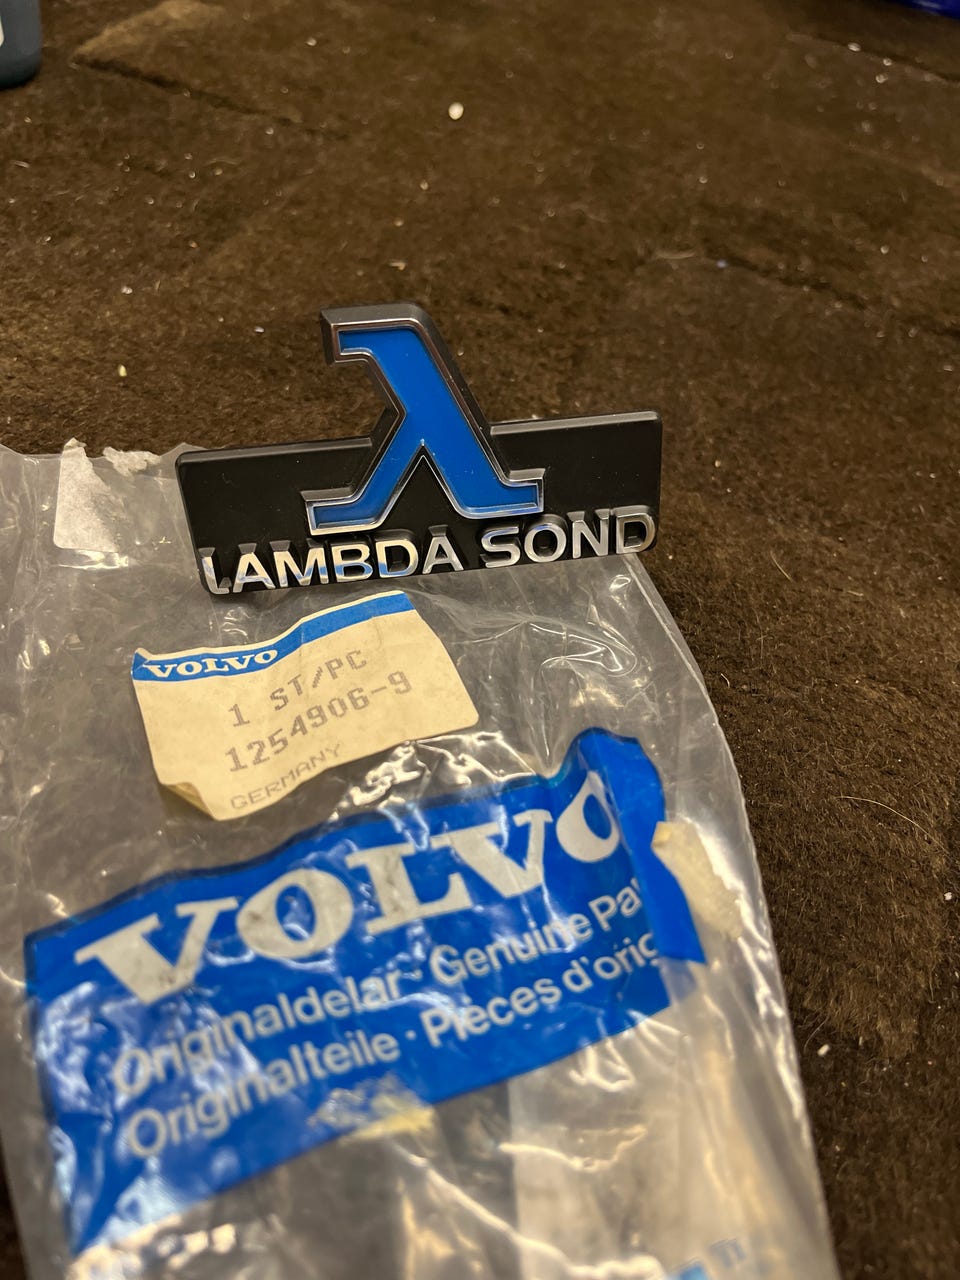 λ
LAMBDA SOND
VOLVO
1 ST/PC
1254906-9
GERMANY
VOLVO
Originaldelar · Genuine Pa
Originalteile · Pièces d'orig